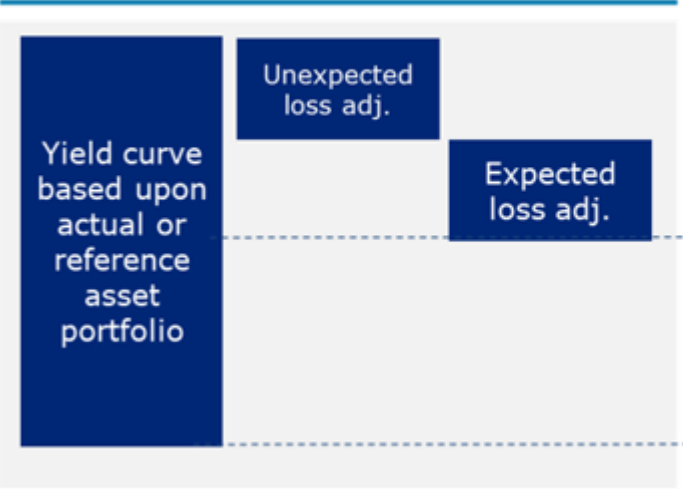 Yield curve
based upon
actual or
reference
asset
portfolio
Unexpected
loss adj.
Expected
loss adj.